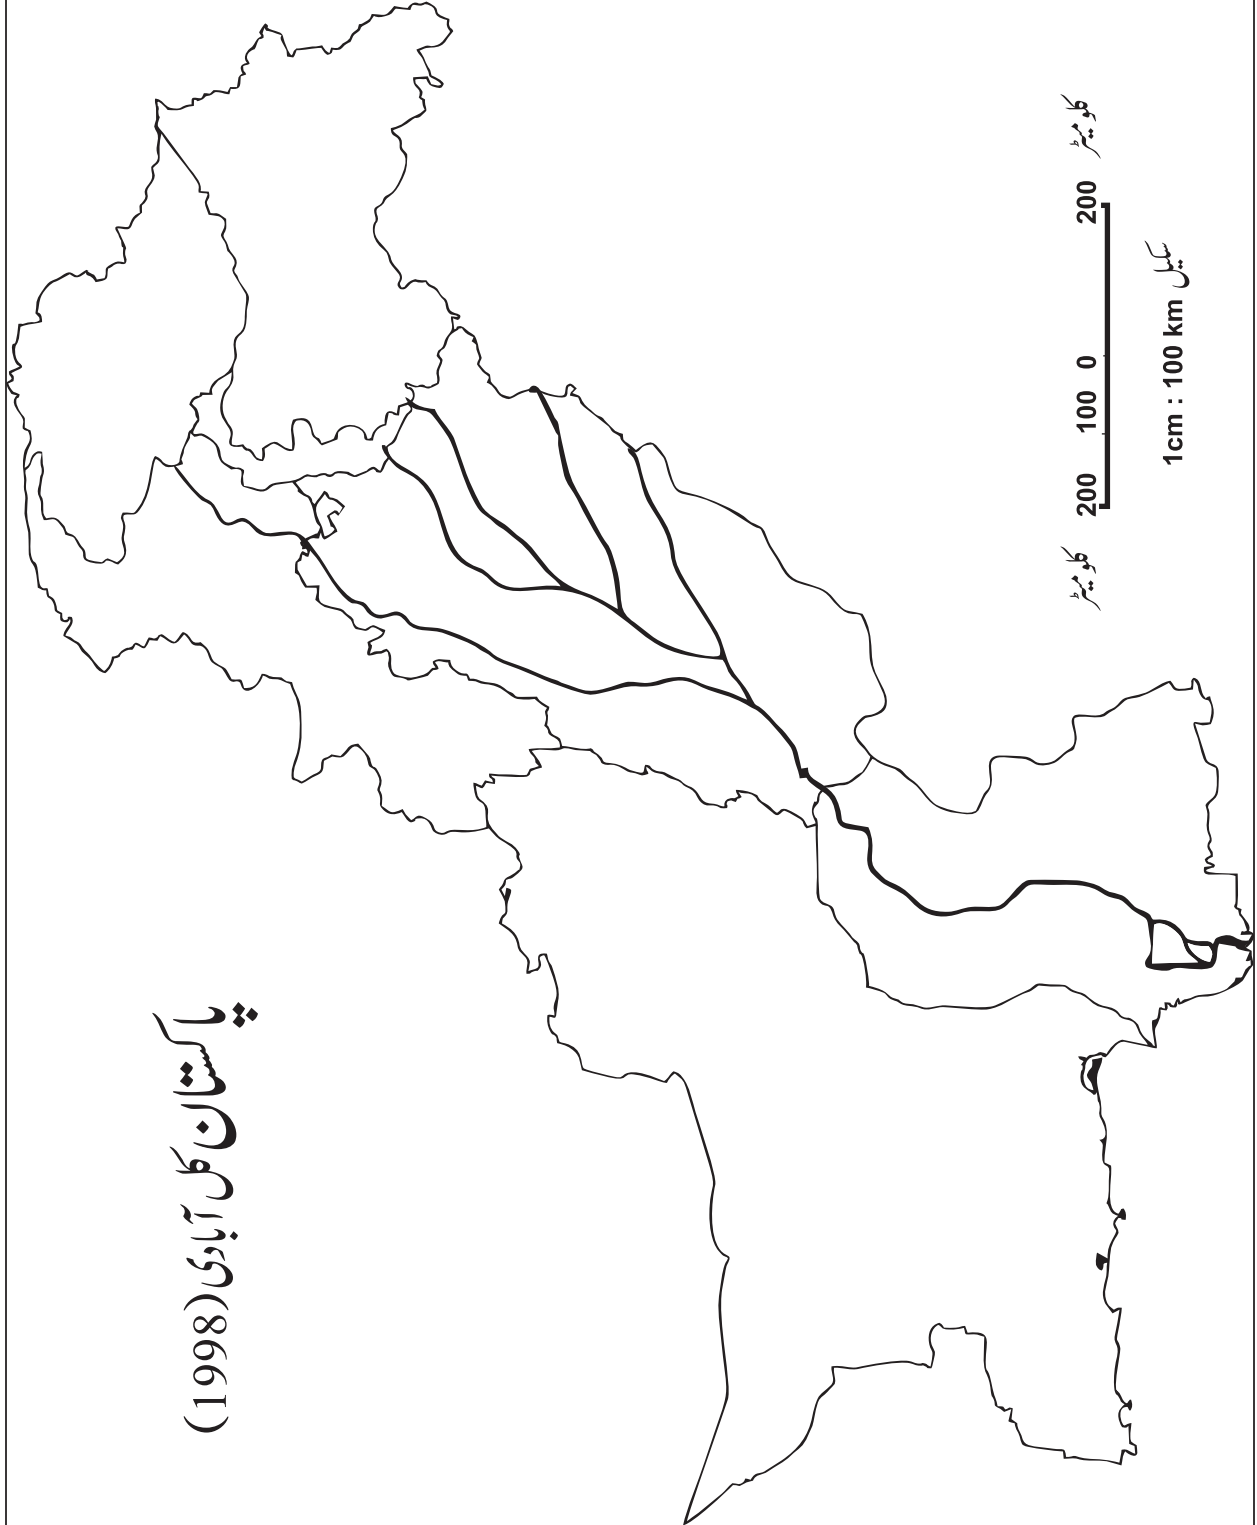 پاکستان کل آبادی (1998)
سکیل
1cm : 100 km
کلومیٹر 200 100 0 200 کلومیٹر